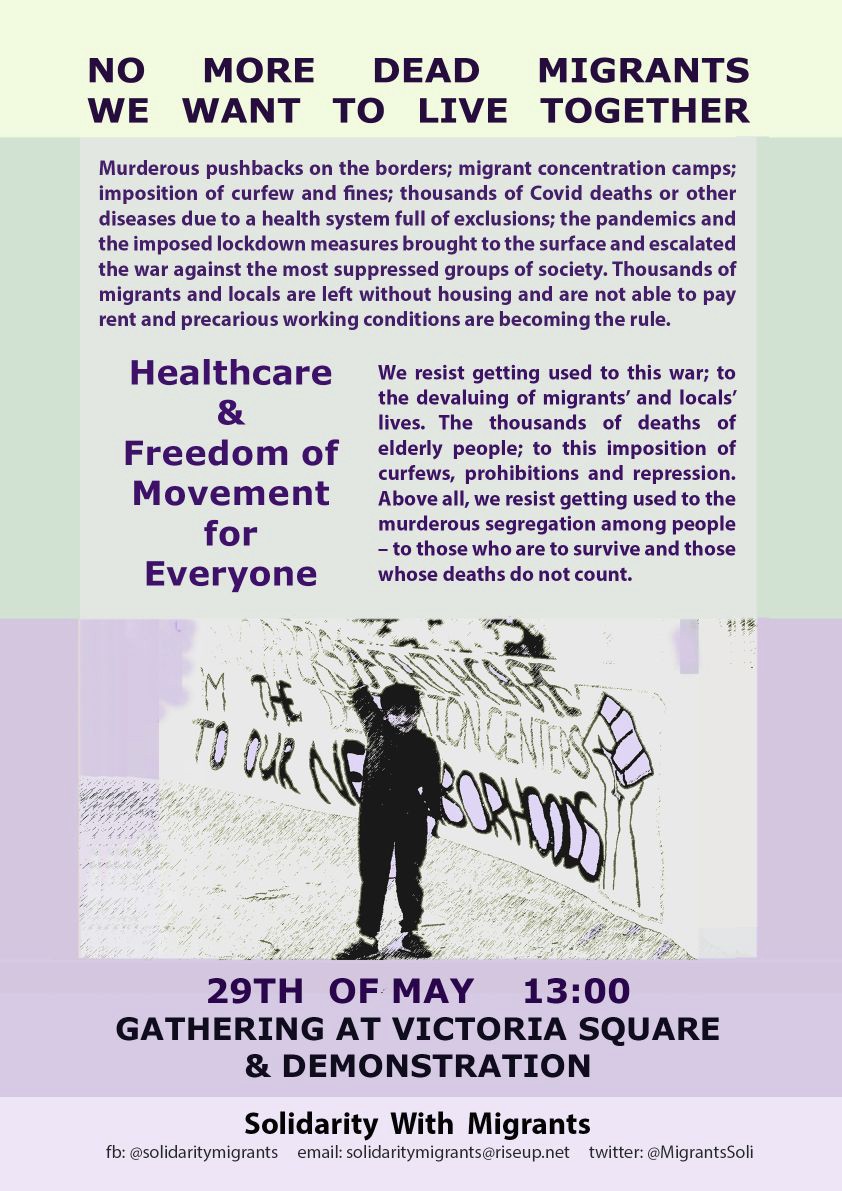 NO MORE DEAD MIGRANTS
WE WANT TO LIVE TOGETHER
Murderous pushbacks on the borders; migrant concentration camps;
imposition of curfew and fines; thousands of Covid deaths or other
diseases due to a health system full of exclusions; the pandemics and
the imposed lockdown measures brought to the surface and escalated
the war against the most suppressed groups of society. Thousands of
migrants and locals are left without housing and are not able to pay
rent and precarious working conditions are becoming the rule.
Healthcare
&
Freedom of
Movement
for
Everyone
We resist getting used to this war; to
the devaluing of migrants’ and locals’
lives. The thousands of deaths of
elderly people; to this imposition of
curfews, prohibitions and repression.
Above all, we resist getting used to the
murderous segregation among people
– to those who are to survive and those
whose deaths do not count.
M THE CENTERS
TO OUR
29TH OF MAY 13:00
GATHERING AT VICTORIA SQUARE
& DEMONSTRATION
Solidarity With Migrants
fb: @solidaritymigrants email: solidaritymigrants@riseup.net twitter: @MigrantsSoli